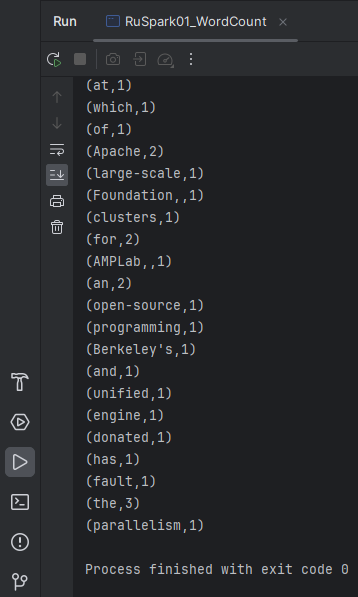 Run RuSpark01_WordCount
(at,1)
(which,1)
(of,1)
(Apache,2)
(large-scale,1)
(Foundation,,1)
(clusters,1)
(for,2)
(AMPLab,,1)
(an,2)
(open-source,1)
(programming,1)
(Berkeley's,1)
(and,1)
(unified,1)
(engine,1)
(donated,1)
(has,1)
(fault,1)
(the,3)
(parallelism,1)
Process finished with exit code 0